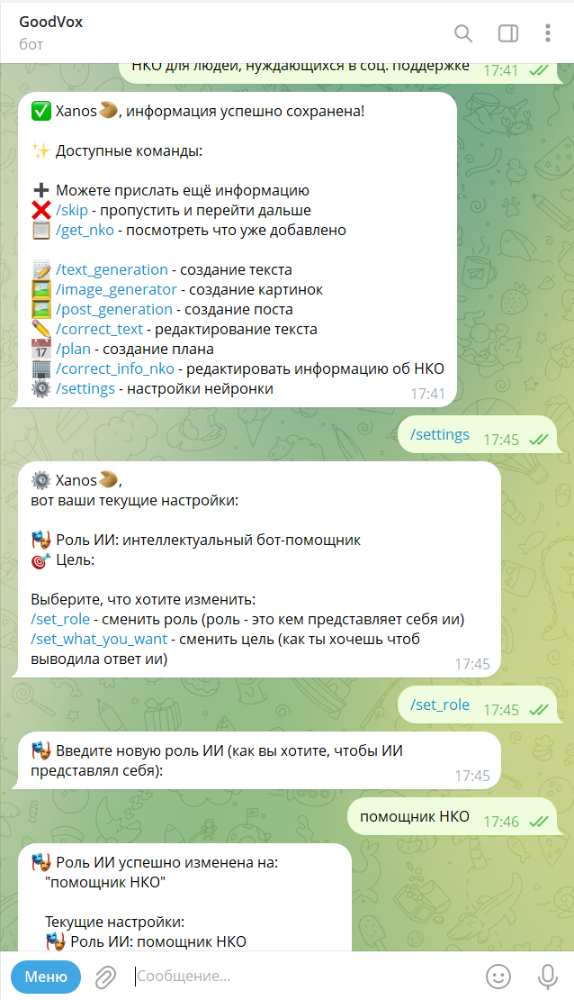 GoodVox
бот
НКО для людей, нуждающихся в соц. поддержке 17:41
Xanos, информация успешно сохранена!
Доступные команды:
Можете прислать ещё информацию
/skip - пропустить и перейти дальше
/get_nko - посмотреть что уже добавлено
/text_generation - создание текста
/image_generator - создание картинок
/post_generation - создание поста
/correct_text - редактирование текста
17 /plan - создание плана
/correct_info_nko - редактировать информацию об НКО
/settings - настройки нейронки
17:41
/settings 17:45
Xanos,
вот ваши текущие настройки:
Роль ИИ: интеллектуальный бот-помощник
Цель:
Выберите, что хотите изменить:
/set_role - сменить роль (роль - это кем представляет себя ии)
/set_what_you_want - сменить цель (как ты хочешь чтоб
выводила ответ ии)
17:45
/set_role 17:45
Введите новую роль ИИ (как вы хотите, чтобы ИИ
представлял себя):
17:45
помощник НКО 17:46
Роль ИИ успешно изменена на:
"помощник НКО"
Текущие настройки:
Роль ИИ: помощник НКО
Меню
Сообщение...